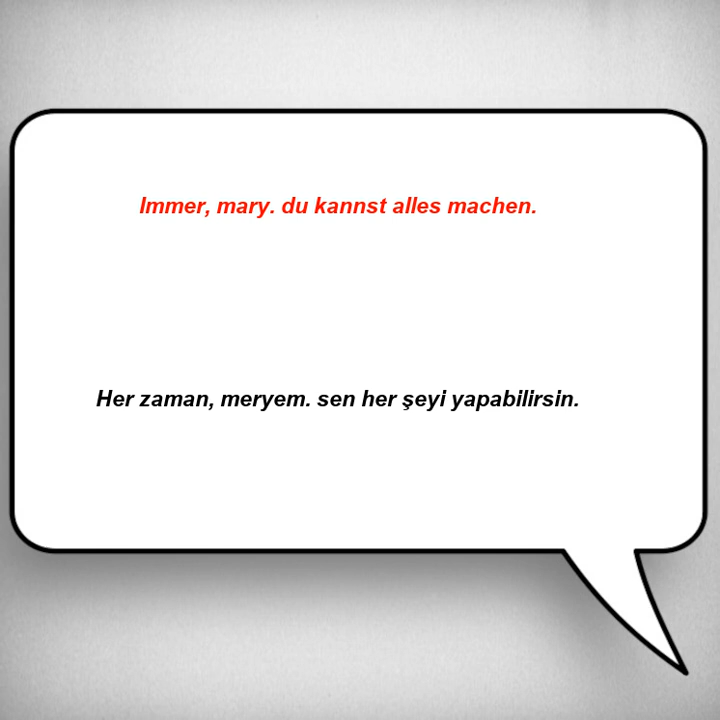 Immer, mary. du kannst alles machen.
Her zaman, meryem. sen her şeyi yapabilirsin.